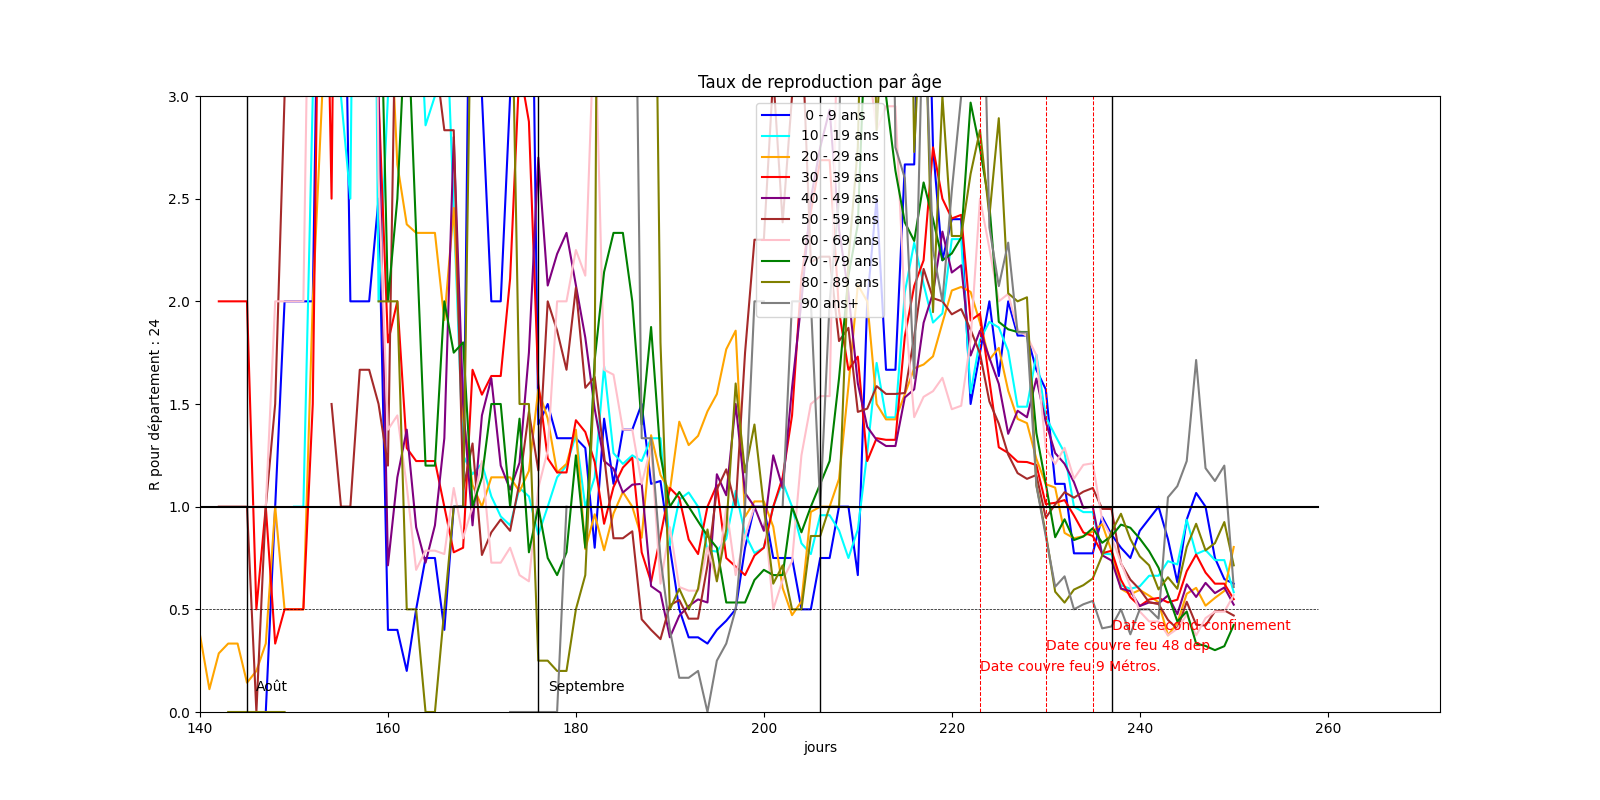 Taux de reproduction par âge
R pour département : 24
3.0
2.5
2.0
1.5
1.0
0.5
0.0
0 - 9 ans
10 - 19 ans
20 - 29 ans
30 - 39 ans
40 - 49 ans
50 - 59 ans
60 - 69 ans
70 - 79 ans
80 - 89 ans
90 ans+
Date second confinement
Date couvre feu 48 dep
Date couvre feu 9 Métros.
Août
Septembre
140 160 180 200 220 240 260
jours